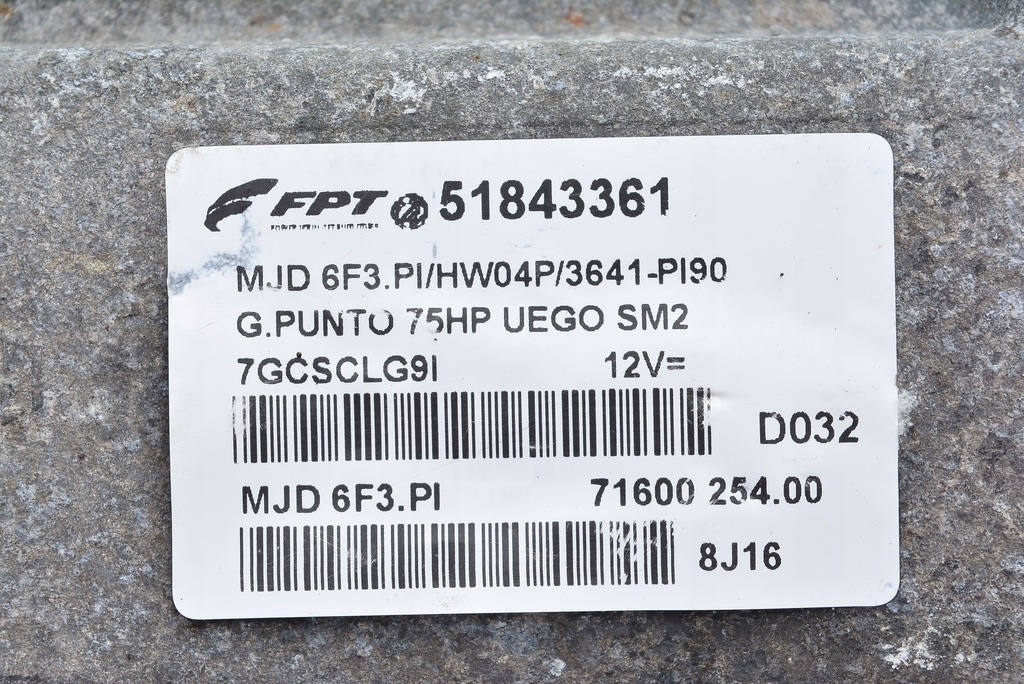 FPT 51843361
MJD 6F3.PI/HW04P/3641-PI90
G.PUNTO 75HP UEGO SM2
7GCSCLG9I 12V=
D032
MJD 6F3.PI 71600 254.00
8J16